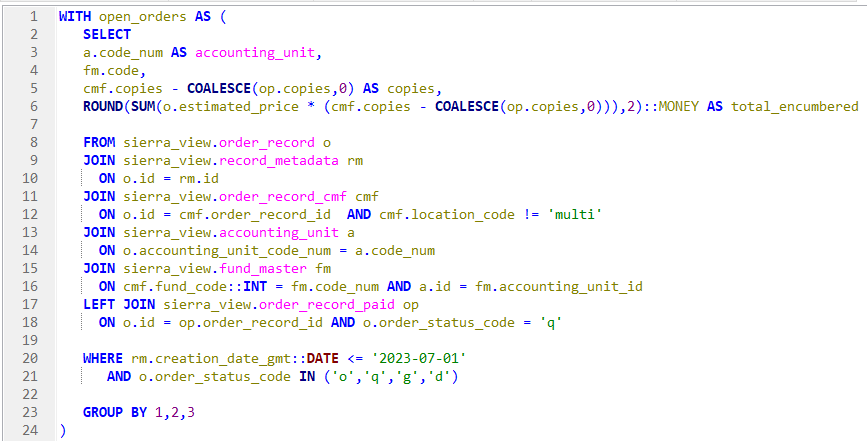 1 WITH open_orders AS (
2 SELECT
3 a.code_num AS accounting_unit,
4 fm.code,
5 cmf.copies - COALESCE(op.copies,0) AS copies,
6 ROUND(SUM(o.estimated_price * (cmf.copies - COALESCE(op.copies,0))),2)::MONEY AS total_encumbered
7
8 FROM sierra_view.order_record o
9 JOIN sierra_view.record_metadata rm
10 ON o.id = rm.id
11 JOIN sierra_view.order_record_cmf cmf
12 ON o.id = cmf.order_record_id AND cmf.location_code != 'multi'
13 JOIN sierra_view.accounting_unit a
14 ON o.accounting_unit_code_num = a.code_num
15 JOIN sierra_view.fund_master fm
16 ON cmf.fund_code::INT = fm.code_num AND a.id = fm.accounting_unit_id
17 LEFT JOIN sierra_view.order_record_paid op
18 ON o.id = op.order_record_id AND o.order_status_code = 'q'
19
20 WHERE rm.creation_date_gmt::DATE <= '2023-07-01'
21 AND o.order_status_code IN ('o','q','g','d')
22
23 GROUP BY 1,2,3
24 )